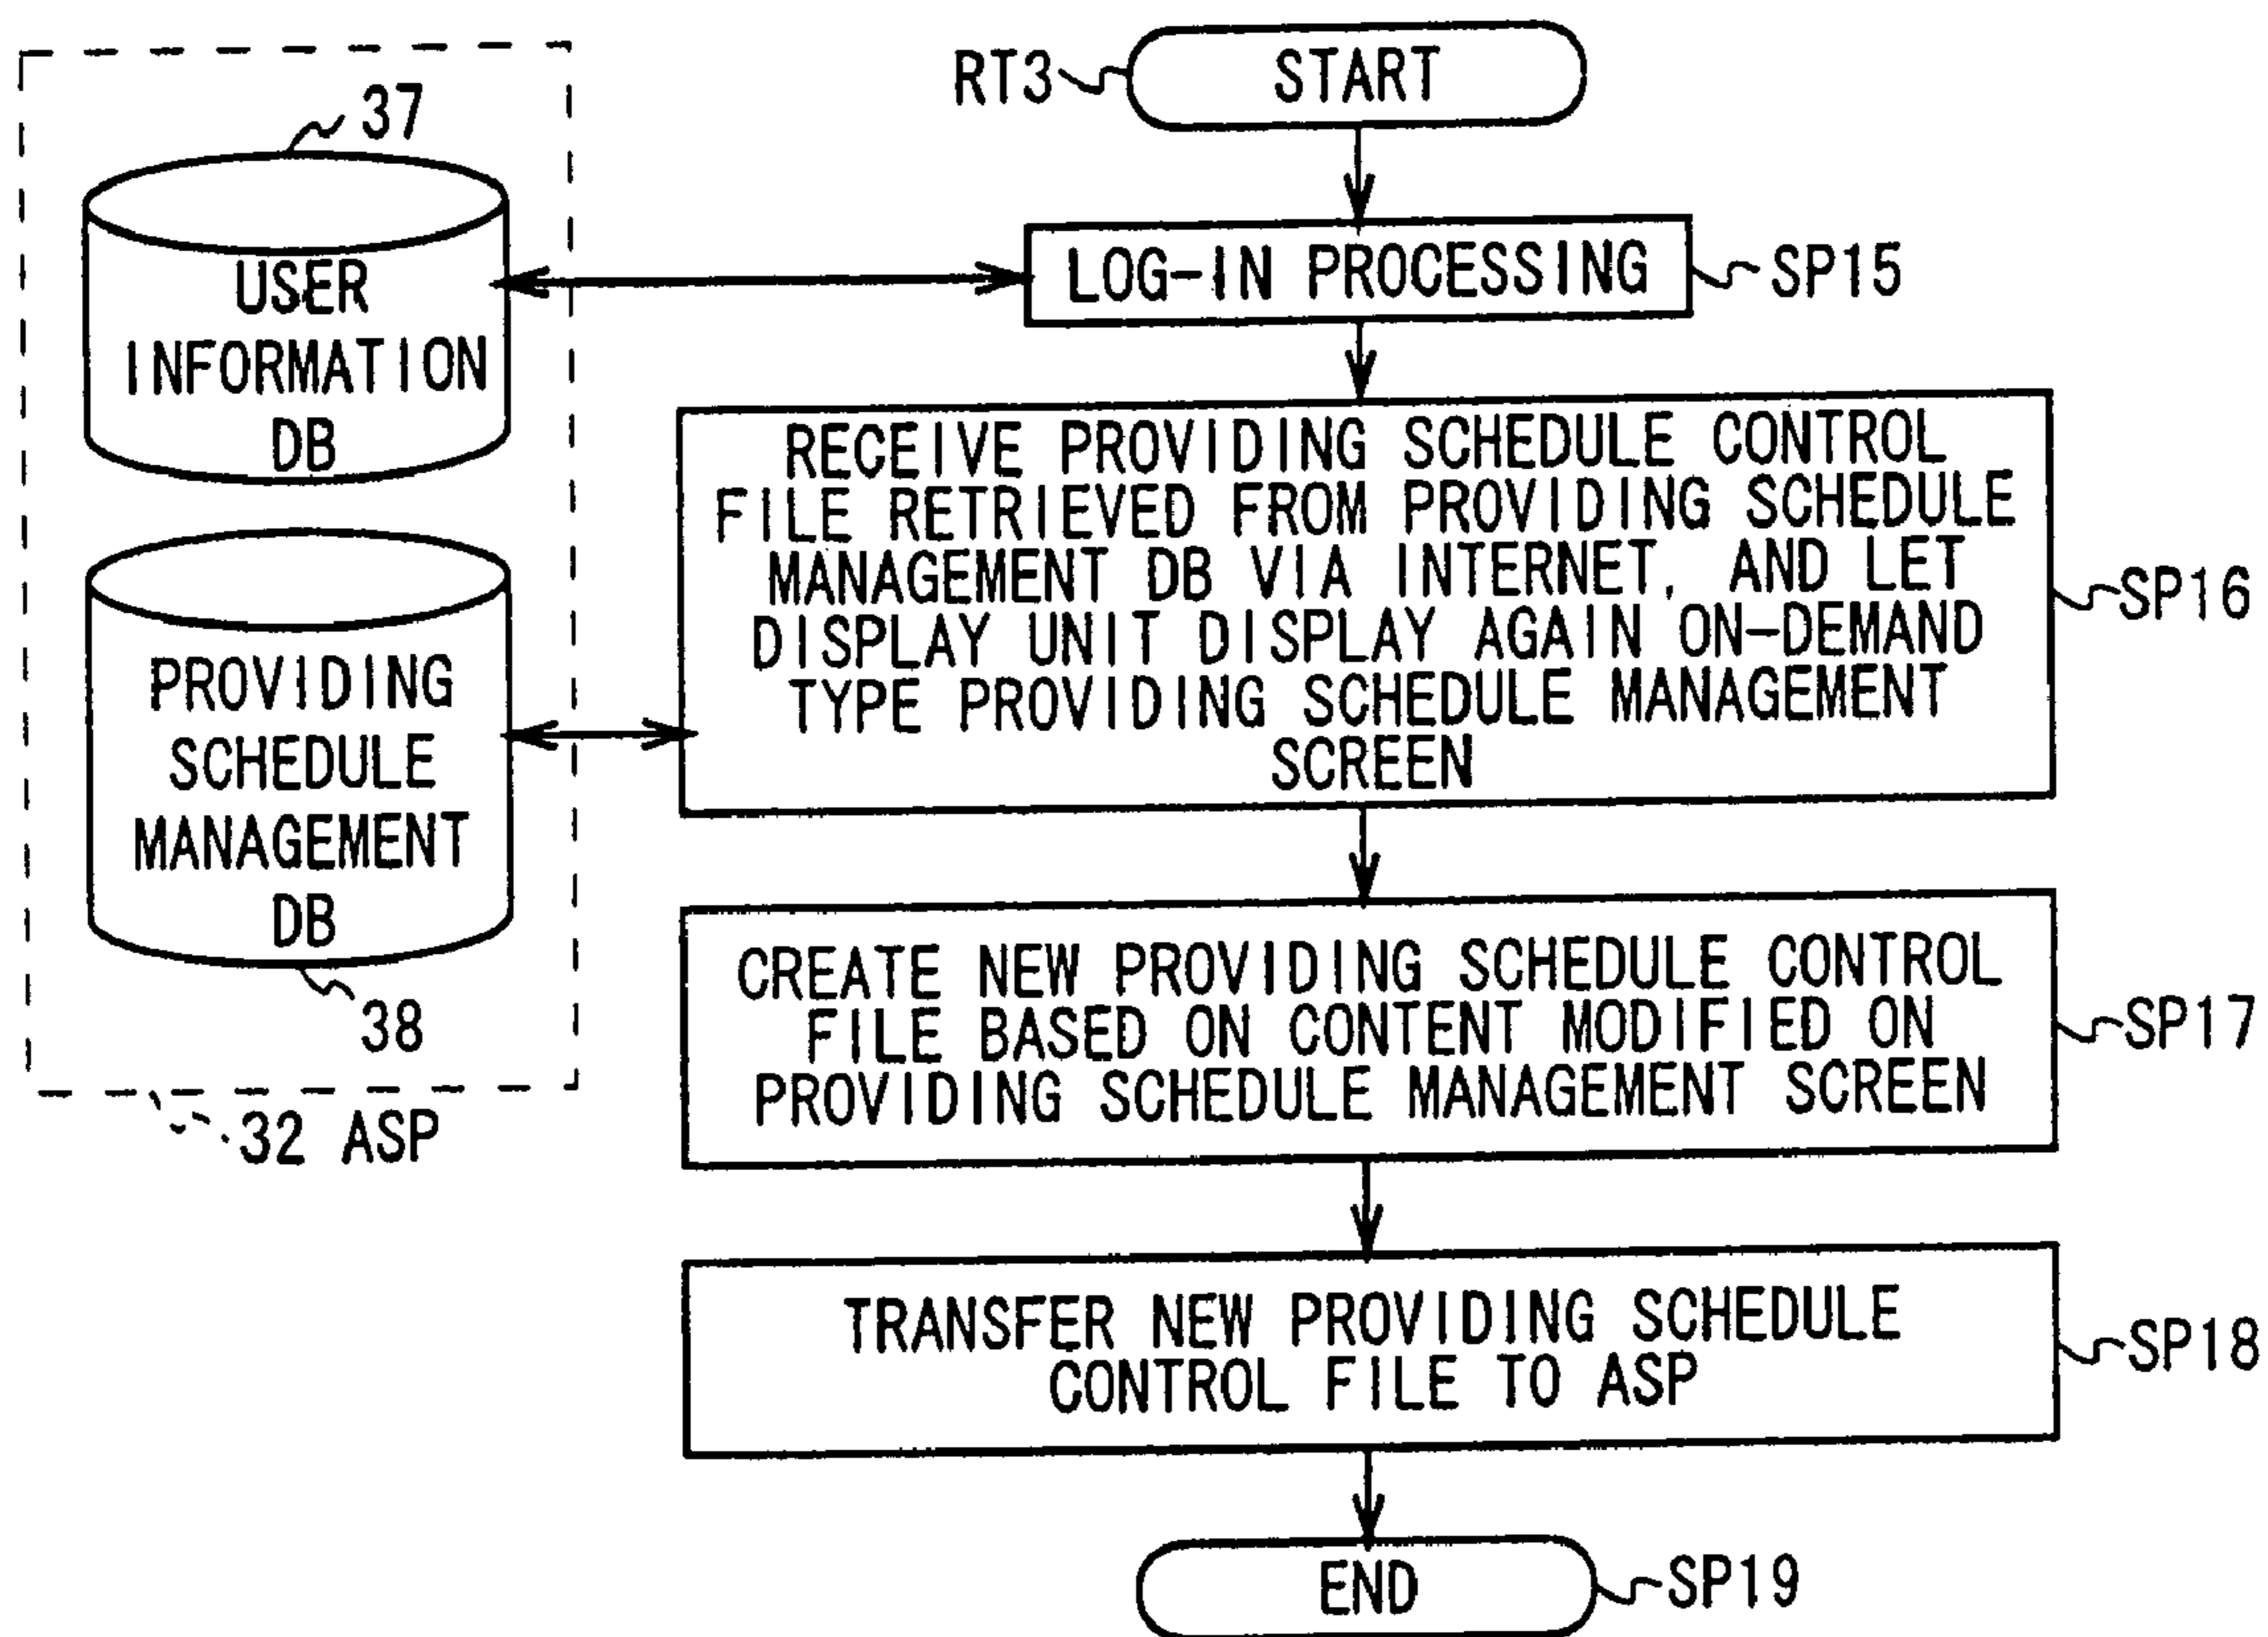 RT3
START
37
USER
INFORMATION
DB
LOG-IN PROCESSING
SP15
RECEIVE PROVIDING SCHEDULE CONTROL
FILE RETRIEVED FROM PROVIDING SCHEDULE
MANAGEMENT DB VIA INTERNET, AND LET
DISPLAY UNIT DISPLAY AGAIN ON-DEMAND
TYPE PROVIDING SCHEDULE MANAGEMENT
SCREEN
SP16
PROVIDING
SCHEDULE
MANAGEMENT
DB
38
32 ASP
CREATE NEW PROVIDING SCHEDULE CONTROL
FILE BASED ON CONTENT MODIFIED ON
PROVIDING SCHEDULE MANAGEMENT SCREEN
SP17
TRANSFER NEW PROVIDING SCHEDULE
CONTROL FILE TO ASP
SP18
END
SP19